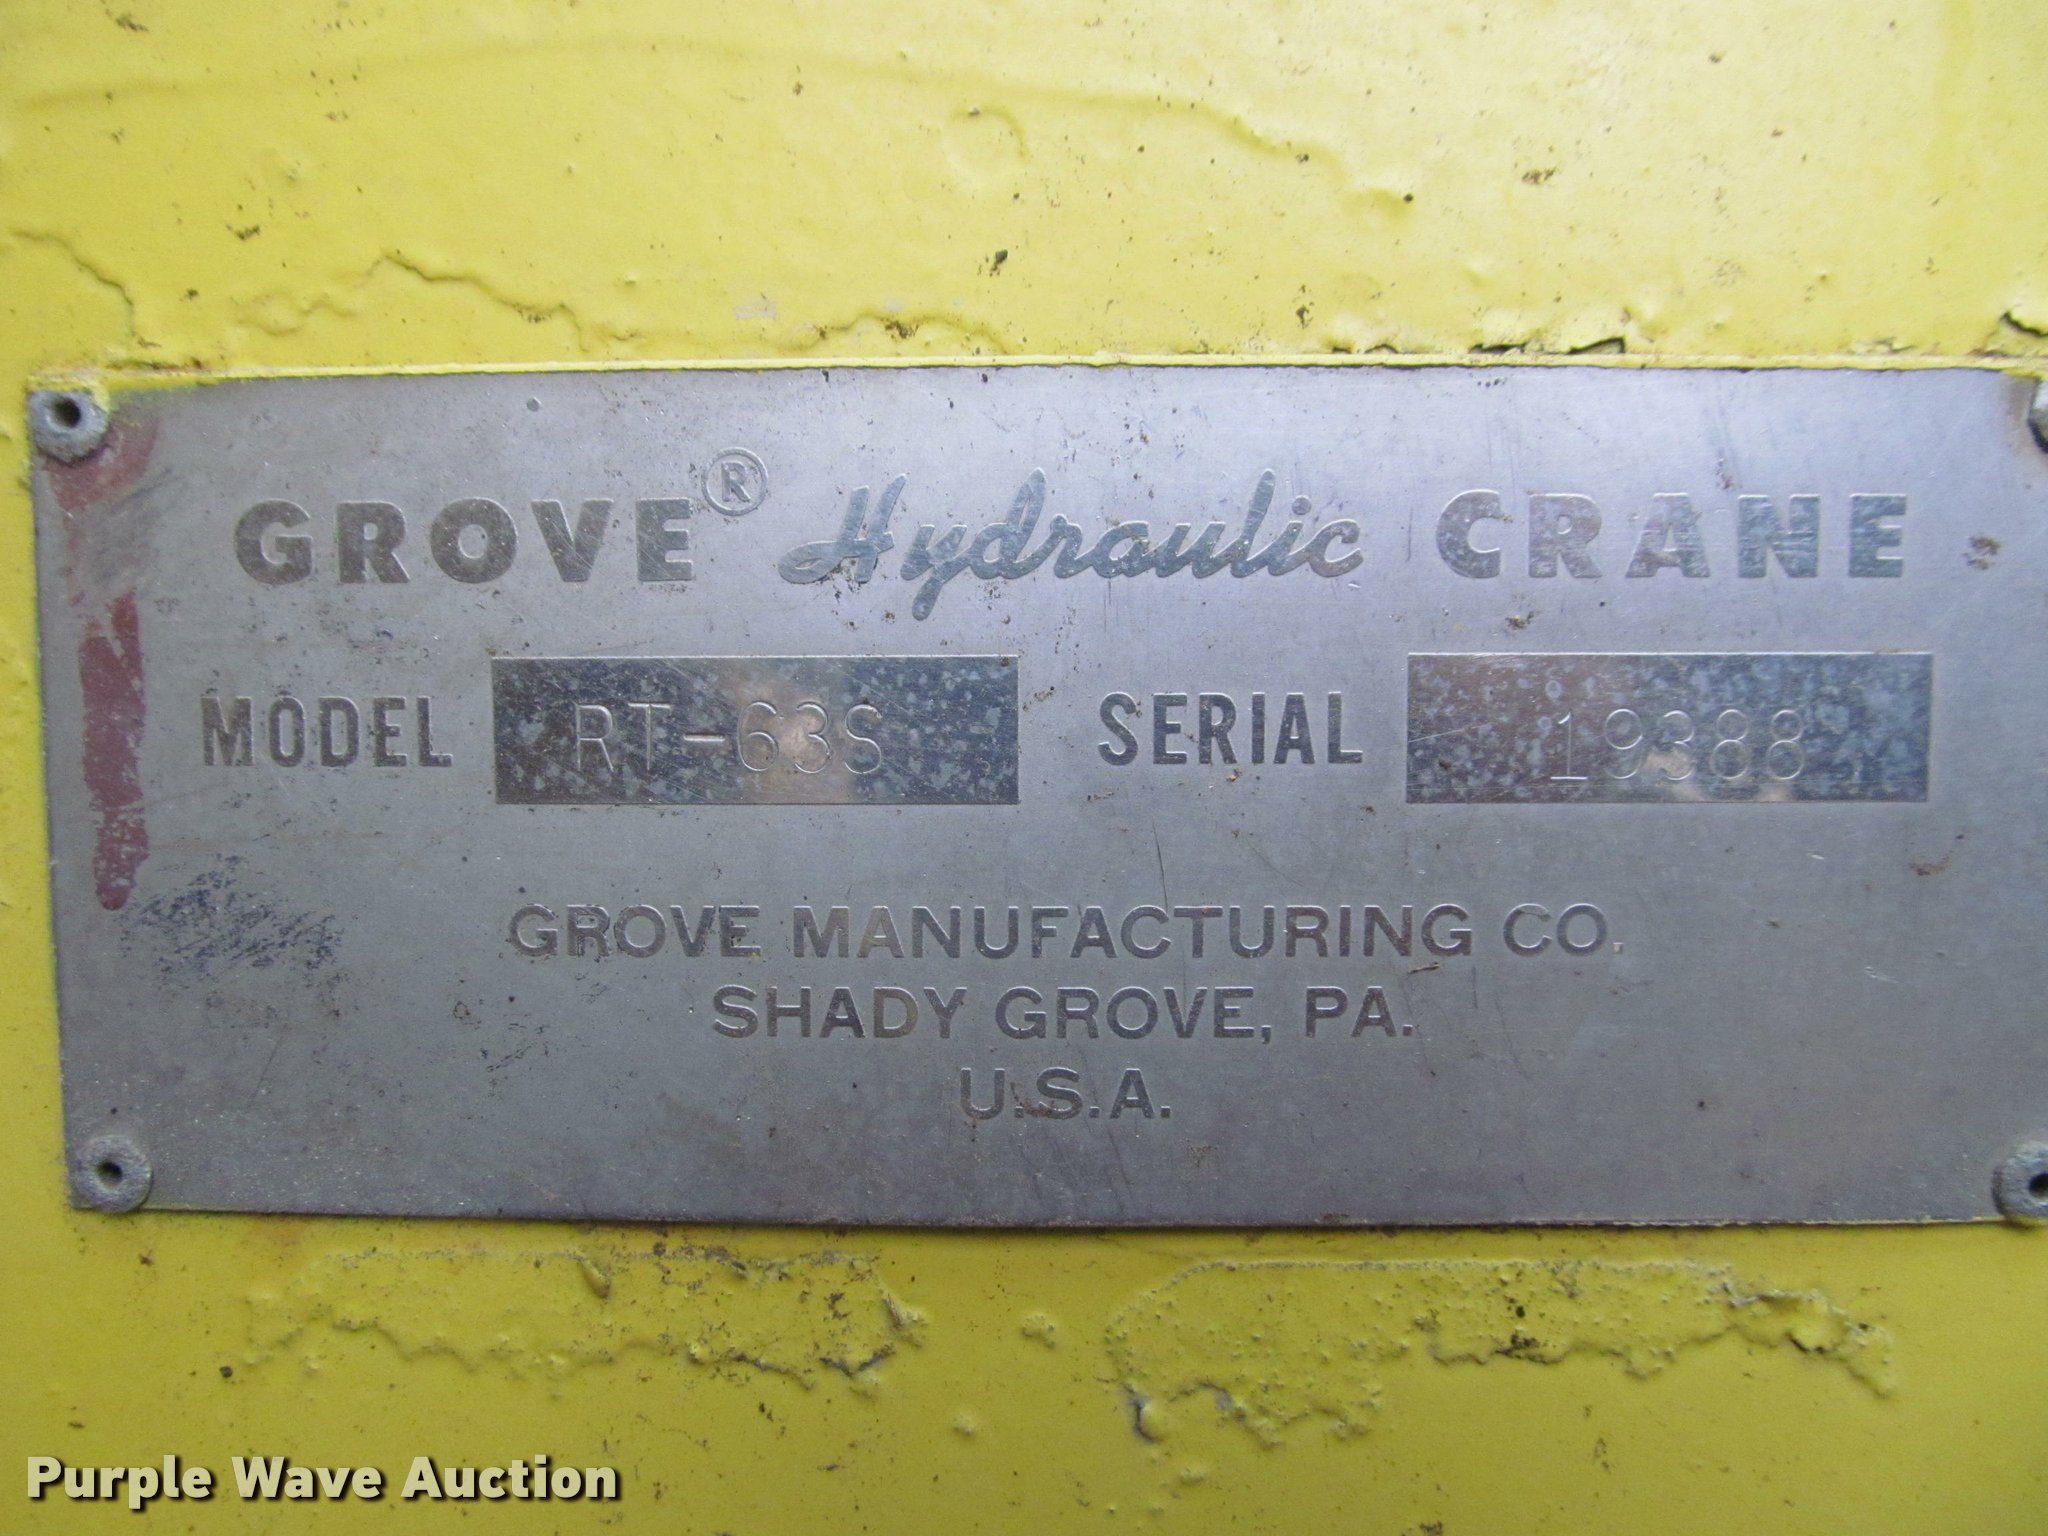 GROVE® Hydraulic CRANE
MODEL RT-63S SERIAL 19388
GROVE MANUFACTURING CO.
SHADY GROVE, PA.
U.S.A.
Purple Wave Auction